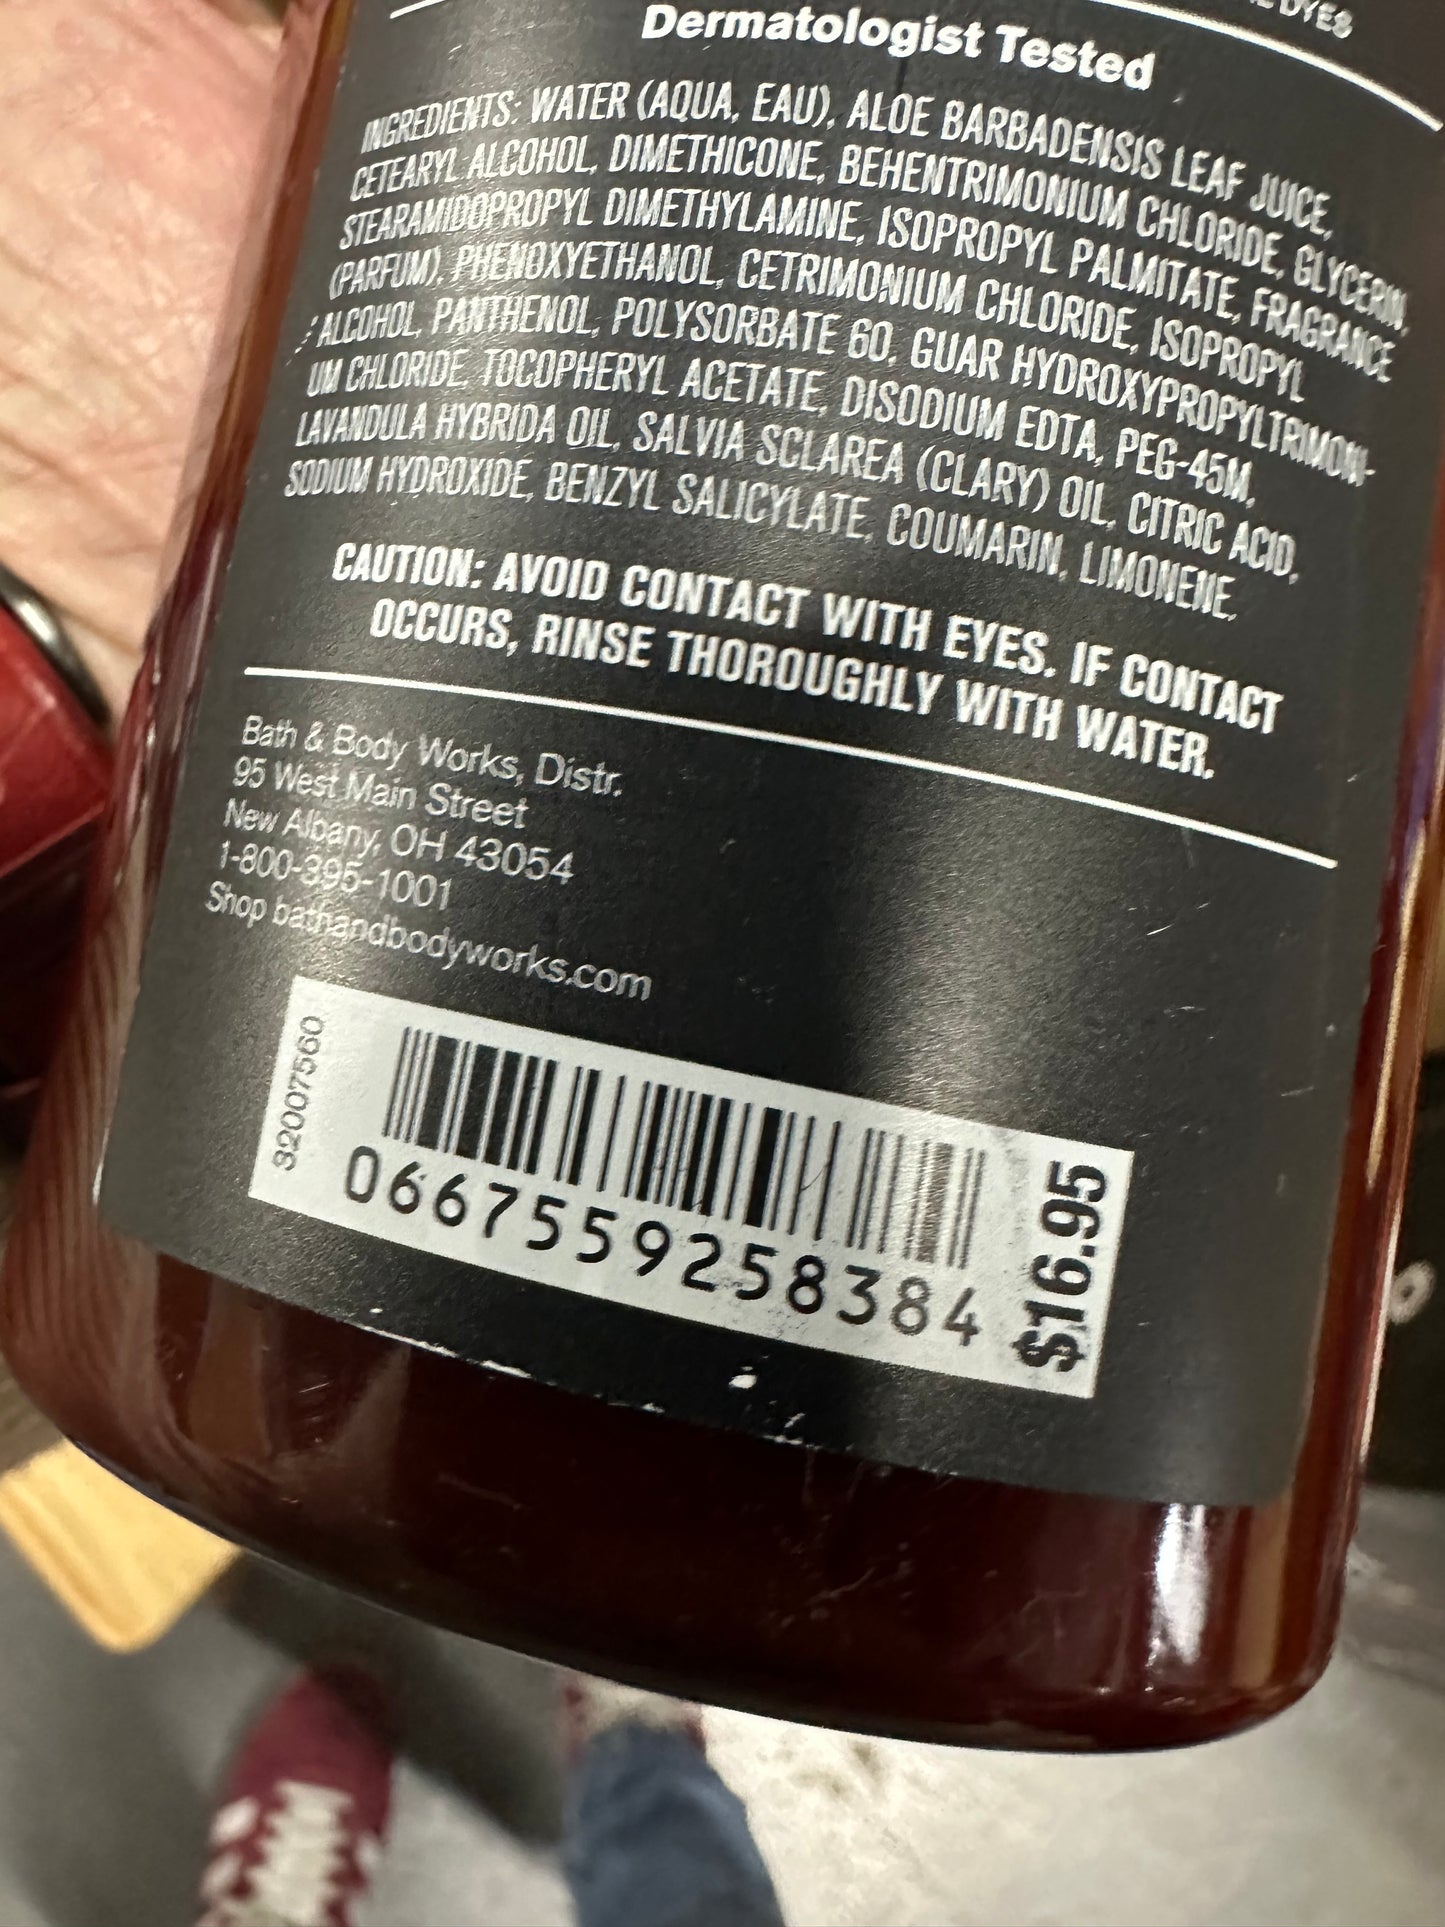 DYES
Dermatologist Tested
INGREDIENTS: WATER (AQUA, EAU), ALOE BARBADENSIS LEAF JUICE,
CETEARYL ALCOHOL, DIMETHICONE, BEHENTRIMONIUM CHLORIDE, GLYCERIN,
STEARAMIDOPROPYL DIMETHYLAMINE, ISOPROPYL PALMITATE, FRAGRANCE
(PARFUM), PHENOXYETHANOL, CETRIMONIUM CHLORIDE, ISOPROPYL
ALCOHOL, PANTHENOL, POLYSORBATE 60, GUAR HYDROXYPROPYLTRIMONI-
UM CHLORIDE, TOCOPHERYL ACETATE, DISODIUM EDTA, PEG-45M,
LAVANDULA HYBRIDA OIL, SALVIA SCLAREA (CLARY) OIL, CITRIC ACID,
SODIUM HYDROXIDE, BENZYL SALICYLATE, COUMARIN, LIMONENE.
CAUTION: AVOID CONTACT WITH EYES. IF CONTACT
OCCURS, RINSE THOROUGHLY WITH WATER.
Bath & Body Works, Distr.
95 West Main Street
New Albany, OH 43054
1-800-395-1001
Shop bathandbodyworks.com
32007560
0667559258384
$16.95